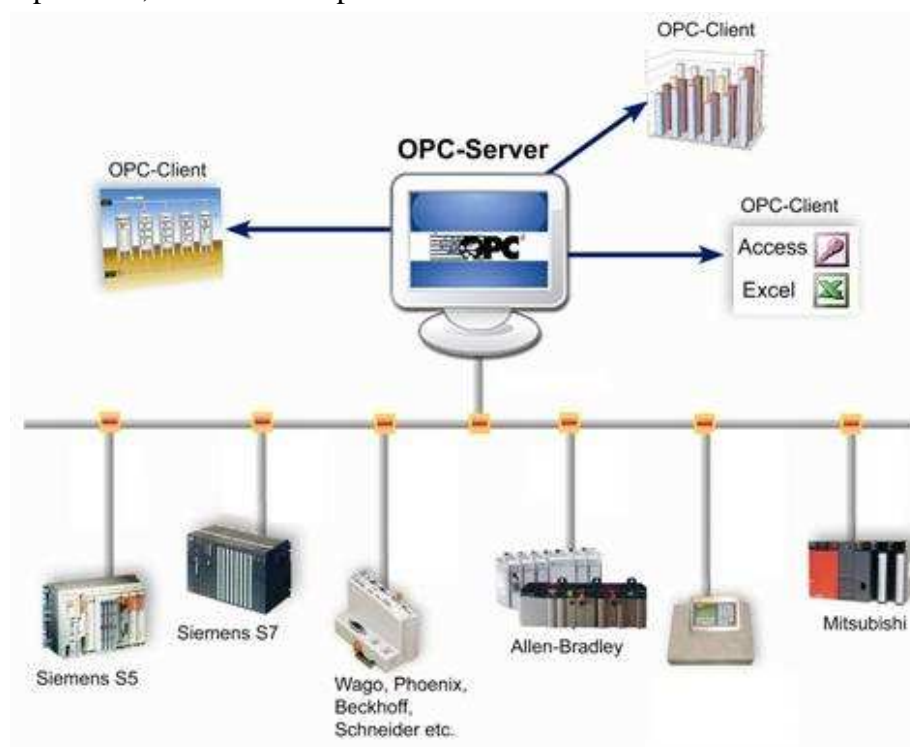 OPC-Client
OPC-Server
OPC-Client
OPC-Client
Access
Excel
OPC
Siemens S5
Siemens S7
Wago, Phoenix,
Beckhoff,
Schneider etc.
Allen-Bradley
Mitsubishi